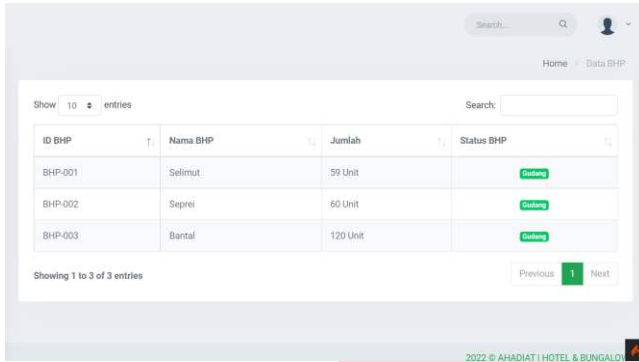 Search...
Home Data BHP
Show 10 entries Search:
ID BHP Nama BHP Jumlah Status BHP
BHP-001 Selimut 59 Unit Gudang
BHP-002 Seprei 60 Unit Gudang
BHP-003 Bantal 120 Unit Gudang
Showing 1 to 3 of 3 entries Previous 1 Next
2022 © AHADIAT | HOTEL & BUNGALOW